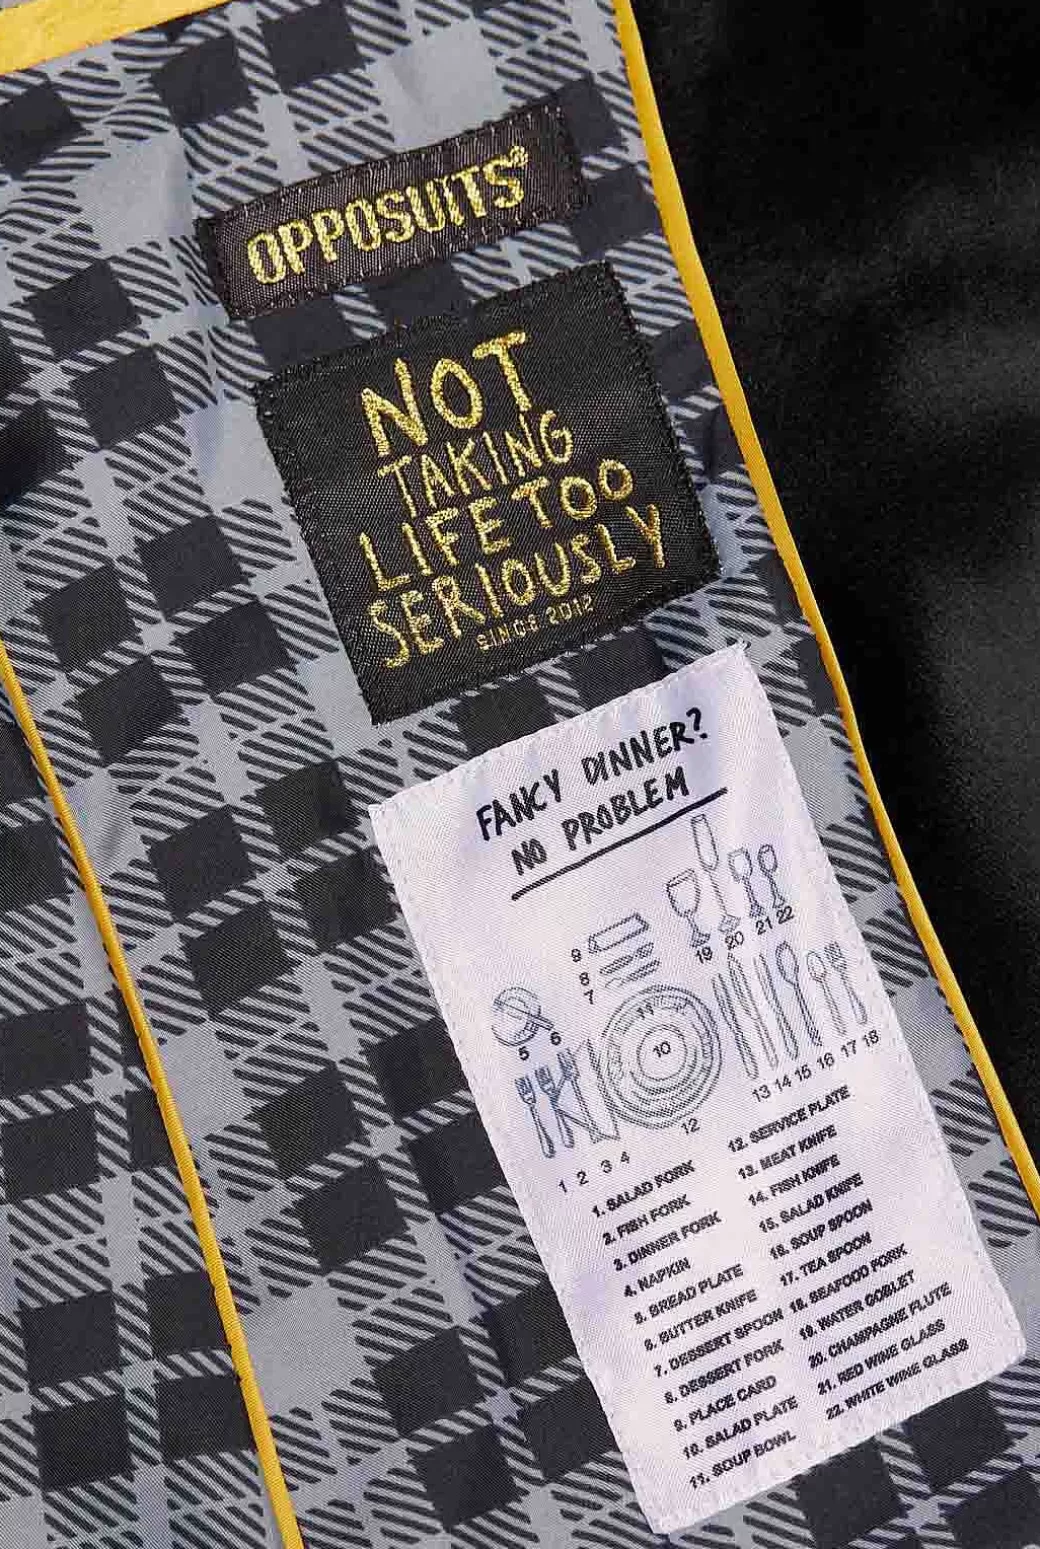 OPPOSUITS®
NOT
TAKING
LIFE TOO
SERIOUSLY
SINCE 2012
FANCY DINNER?
NO PROBLEM
19 20 21 22
9
8
7
11
5 6
10
13 14 15 16 17 18
12
1 2 3 4
1. SALAD FORK
2. FISH FORK
3. DINNER FORK
4. NAPKIN
5. BREAD PLATE
6. BUTTER KNIFE
7. DESSERT SPOON
8. DESSERT FORK
9. PLACE CARD
10. SALAD PLATE
11. SOUP BOWL
12. SERVICE PLATE
13. MEAT KNIFE
14. FISH KNIFE
15. SALAD KNIFE
16. SOUP SPOON
17. TEA SPOON
18. SEAFOOD FORK
19. WATER GOBLET
20. CHAMPAGNE FLUTE
21. RED WINE GLASS
22. WHITE WINE GLASS